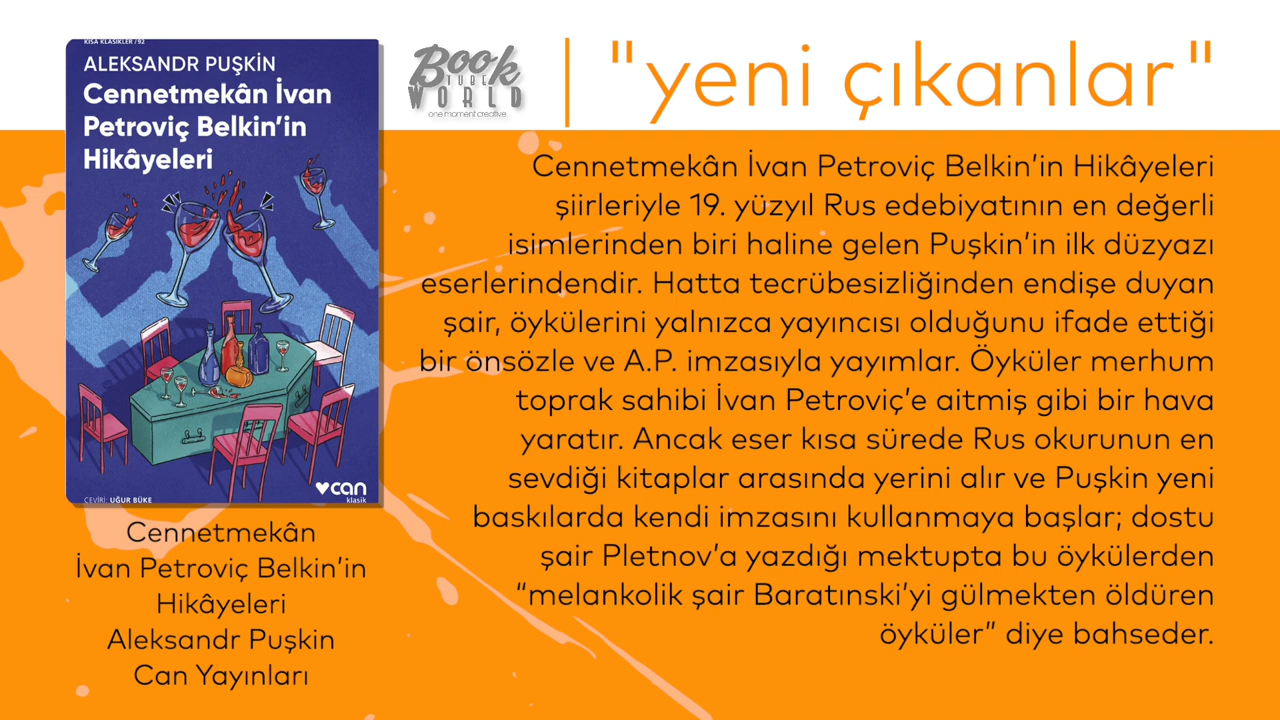 KISA KLASİKLER / 92
ALEKSANDR PUŞKİN
Cennetmekân İvan
Petroviç Belkin'in
Hikâyeleri
ÇEVİRİ: UĞUR BÜKE
can
klasik
Book
TUBE
WORLD
one moment creative
"yeni çıkanlar"
Cennetmekân İvan Petroviç Belkin'in Hikâyeleri
şiirleriyle 19. yüzyıl Rus edebiyatının en değerli
isimlerinden biri haline gelen Puşkin'in ilk düzyazı
eserlerindendir. Hatta tecrübesizliğinden endişe duyan
şair, öykülerini yalnızca yayıncısı olduğunu ifade ettiği
bir önsözle ve A.P. imzasıyla yayımlar. Öyküler merhum
toprak sahibi İvan Petroviç'e aitmiş gibi bir hava
yaratır. Ancak eser kısa sürede Rus okurunun en
sevdiği kitaplar arasında yerini alır ve Puşkin yeni
baskılarda kendi imzasını kullanmaya başlar; dostu
şair Pletnov'a yazdığı mektupta bu öykülerden
"melankolik şair Baratınski'yi gülmekten öldüren
öyküler" diye bahseder.
Cennetmekân
İvan Petroviç Belkin'in
Hikâyeleri
Aleksandr Puşkin
Can Yayınları